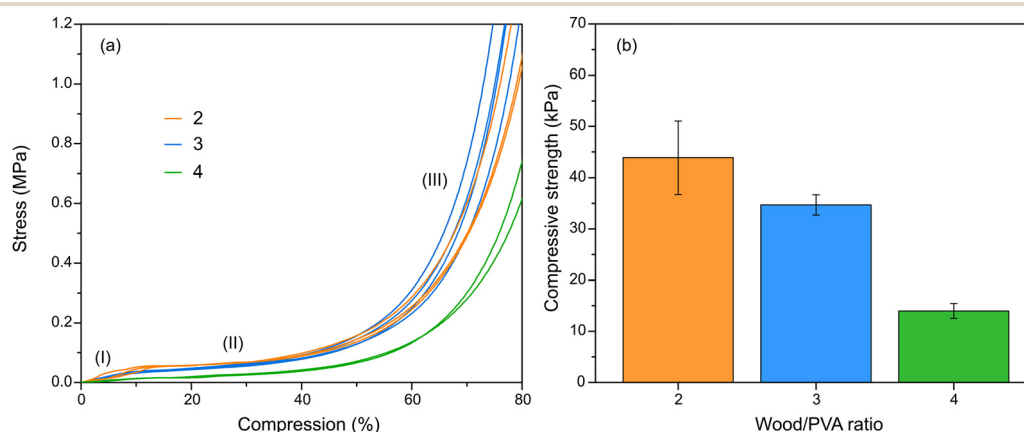 (a)
2
3
4
(I)
(II)
(III)
Stress (MPa)
1.2
1.0
0.8
0.6
0.4
0.2
0.0
0
20
40
60
80
Compression (%)
(b)
Compressive strength (kPa)
70
60
50
40
30
20
10
0
2
3
4
Wood/PVA ratio